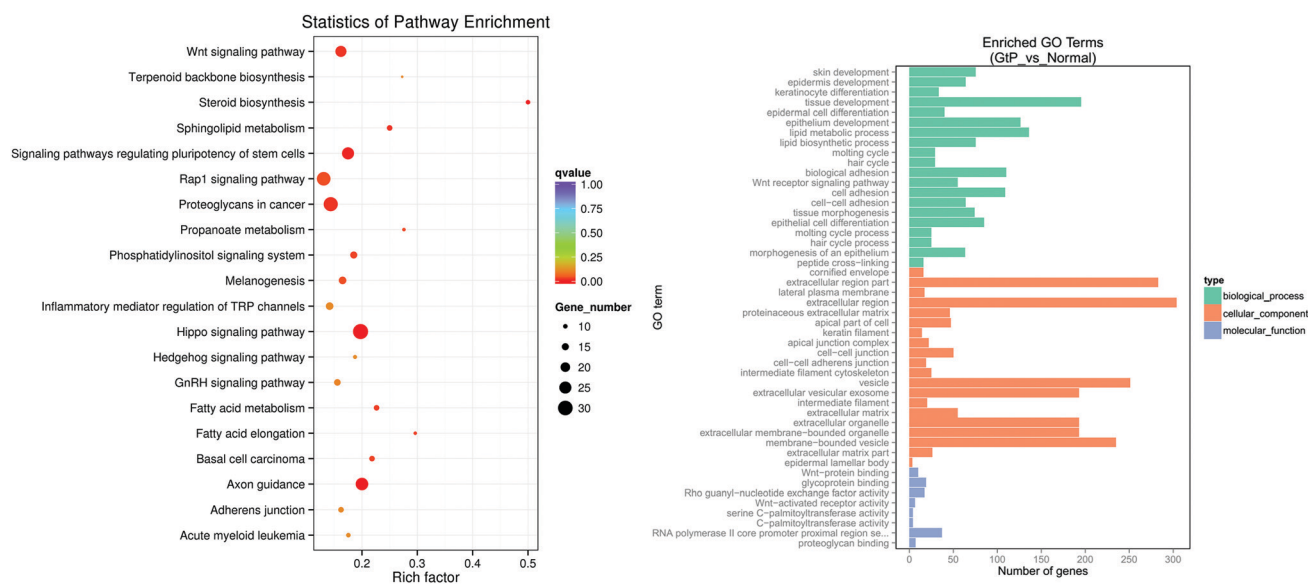 Statistics of Pathway Enrichment
Wnt signaling pathway
Terpenoid backbone biosynthesis
Steroid biosynthesis
Sphingolipid metabolism
Signaling pathways regulating pluripotency of stem cells
Rap1 signaling pathway
Proteoglycans in cancer
Propanoate metabolism
Phosphatidylinositol signaling system
Melanogenesis
Inflammatory mediator regulation of TRP channels
Hippo signaling pathway
Hedgehog signaling pathway
GnRH signaling pathway
Fatty acid metabolism
Fatty acid elongation
Basal cell carcinoma
Axon guidance
Adherens junction
Acute myeloid leukemia
0.2 0.3 0.4 0.5
Rich factor
qvalue
1.00
0.75
0.50
0.25
0.00
Gene_number
10
15
20
25
30
Enriched GO Terms
(GtP_vs_Normal)
GO term
skin development
epidermis development
keratinocyte differentiation
tissue development
epidermal cell differentiation
epithelium development
lipid metabolic process
lipid biosynthetic process
molting cycle
hair cycle
biological adhesion
Wnt receptor signaling pathway
cell adhesion
cell−cell adhesion
tissue morphogenesis
epithelial cell differentiation
molting cycle process
hair cycle process
morphogenesis of an epithelium
peptide cross−linking
cornified envelope
extracellular region part
lateral plasma membrane
extracellular region
proteinaceous extracellular matrix
apical part of cell
keratin filament
apical junction complex
cell−cell junction
cell−cell adherens junction
intermediate filament cytoskeleton
vesicle
extracellular vesicular exosome
intermediate filament
extracellular matrix
extracellular organelle
extracellular membrane−bounded organelle
membrane−bounded vesicle
extracellular matrix part
epidermal lamellar body
Wnt−protein binding
glycoprotein binding
Rho guanyl−nucleotide exchange factor activity
Wnt−activated receptor activity
serine C−palmitoyltransferase activity
C−palmitoyltransferase activity
RNA polymerase II core promoter proximal region se...
proteoglycan binding
0 50 100 150 200 250 300
Number of genes
type
biological_process
cellular_component
molecular_function